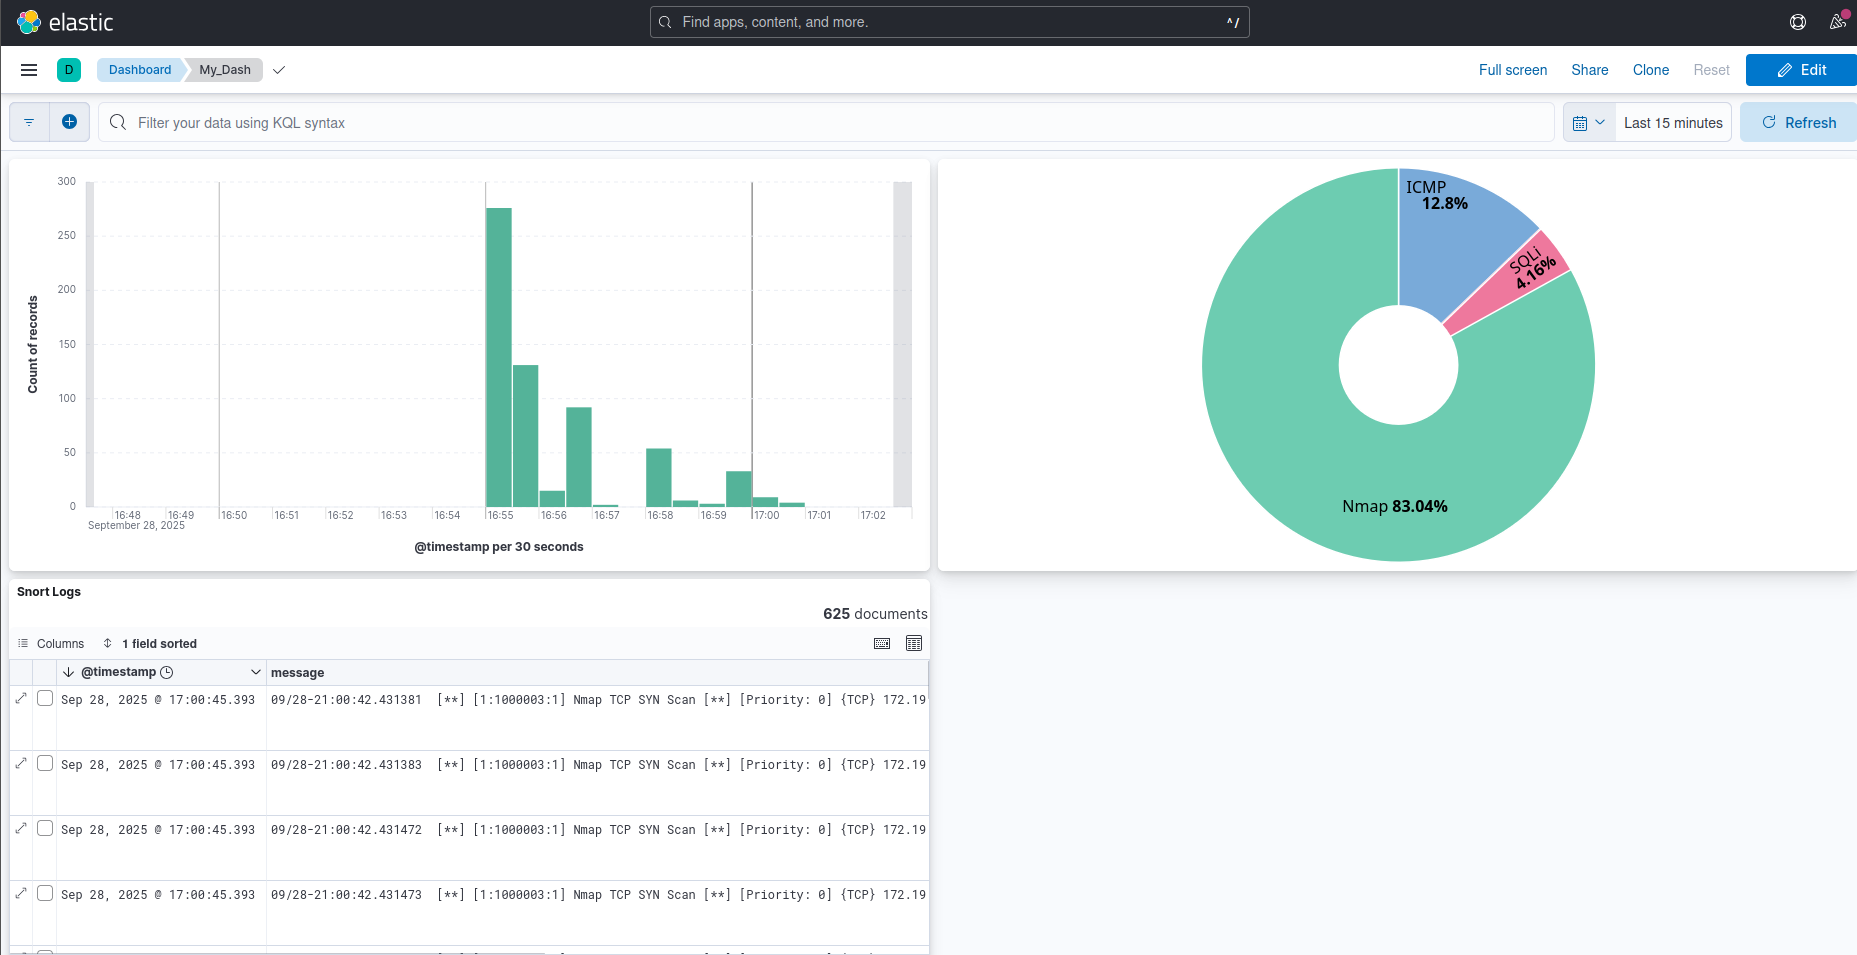 elastic
Find apps, content, and more.
^/
D
Dashboard
My_Dash
Full screen
Share
Clone
Reset
Edit
Filter your data using KQL syntax
Last 15 minutes
Refresh
Count of records
300
250
200
150
100
50
0
16:48 16:49 16:50 16:51 16:52 16:53 16:54 16:55 16:56 16:57 16:58 16:59 17:00 17:01 17:02
September 28, 2025
@timestamp per 30 seconds
ICMP
12.8%
SQLi
4.16%
Nmap 83.04%
Snort Logs
625 documents
Columns
1 field sorted
@timestamp message
Sep 28, 2025 @ 17:00:45.393 09/28-21:00:42.431381 [**] [1:1000003:1] Nmap TCP SYN Scan [**] [Priority: 0] {TCP} 172.19
Sep 28, 2025 @ 17:00:45.393 09/28-21:00:42.431383 [**] [1:1000003:1] Nmap TCP SYN Scan [**] [Priority: 0] {TCP} 172.19
Sep 28, 2025 @ 17:00:45.393 09/28-21:00:42.431472 [**] [1:1000003:1] Nmap TCP SYN Scan [**] [Priority: 0] {TCP} 172.19
Sep 28, 2025 @ 17:00:45.393 09/28-21:00:42.431473 [**] [1:1000003:1] Nmap TCP SYN Scan [**] [Priority: 0] {TCP} 172.19